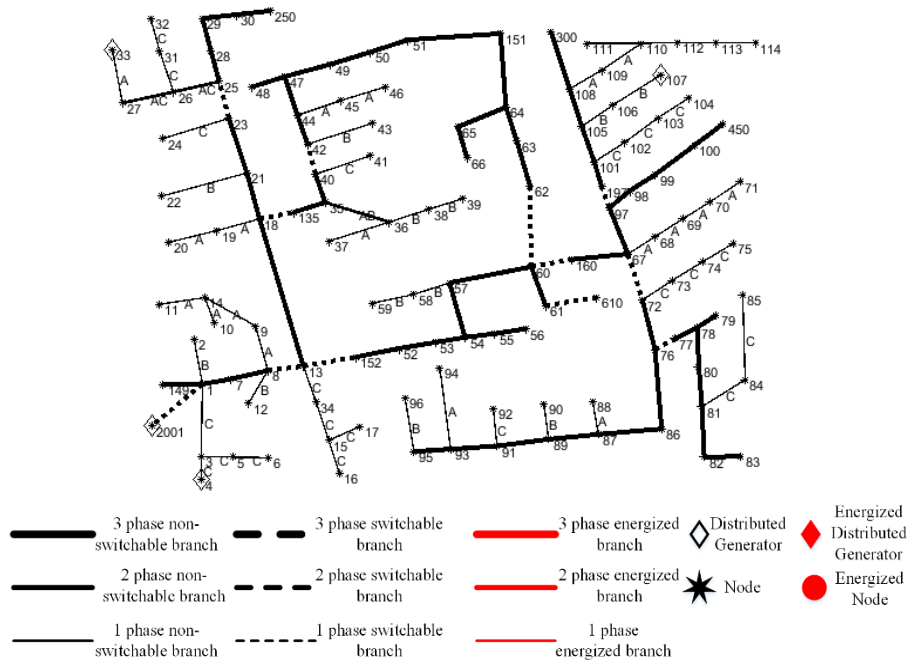 32
29
30
250
33
C
31
28
C
A
AC
AC
25
26
27
151
51
50
49
47
48
300
111
110
112
113
114
A
109
108
107
B
106
B
105
104
C
103
C
102
C
101
C
23
24
44
A
45
A
46
42
B
43
40
C
41
64
65
66
63
62
450
100
99
98
197
97
21
B
22
18
19
A
A
20
135
35
AB
36
B
38
B
39
A
37
71
A
70
A
69
A
68
A
67
60
160
75
C
74
C
73
C
72
11
A
14
A
A
10
9
A
2
B
1
7
8
B
12
149
2001
C
3
C
5
C
6
C
4
59
B
58
B
57
61
610
13
152
52
53
54
55
56
C
34
C
15
C
17
C
16
76
77
78
79
80
81
C
84
C
85
82
83
86
87
A
88
89
B
90
91
C
92
93
A
94
95
B
96
3 phase non-
switchable branch
3 phase switchable
branch
3 phase energized
branch
Distributed
Generator
Energized
Distributed
Generator
2 phase non-
switchable branch
2 phase switchable
branch
2 phase energized
branch
Node
Energized
Node
1 phase non-
switchable branch
1 phase switchable
branch
1 phase
energized branch